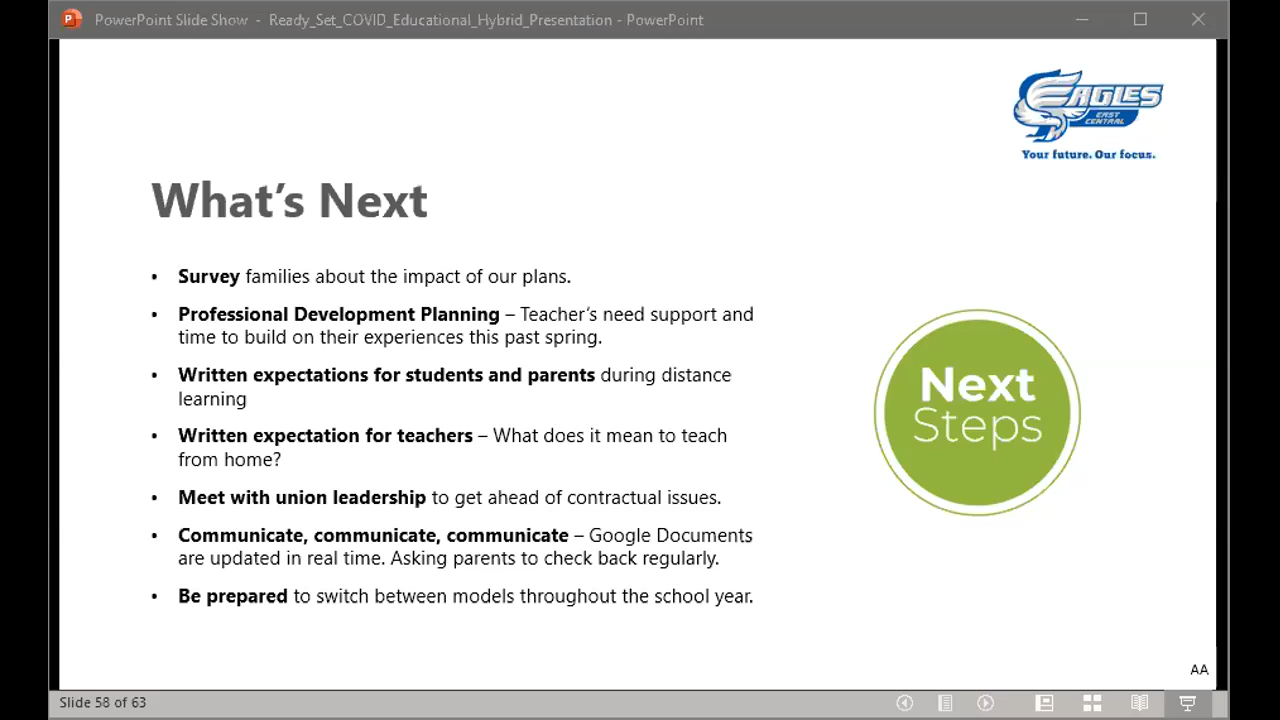 PowerPoint Slide Show - Ready_Set_COVID_Educational_Hybrid_Presentation - PowerPoint
EAGLES
EAST
CENTRAL
Your future. Our focus.
What's Next
• Survey families about the impact of our plans.
• Professional Development Planning – Teacher's need support and
time to build on their experiences this past spring.
• Written expectations for students and parents during distance
learning
• Written expectation for teachers – What does it mean to teach
from home?
• Meet with union leadership to get ahead of contractual issues.
• Communicate, communicate, communicate – Google Documents
are updated in real time. Asking parents to check back regularly.
• Be prepared to switch between models throughout the school year.
Next
Steps
AA
Slide 58 of 63